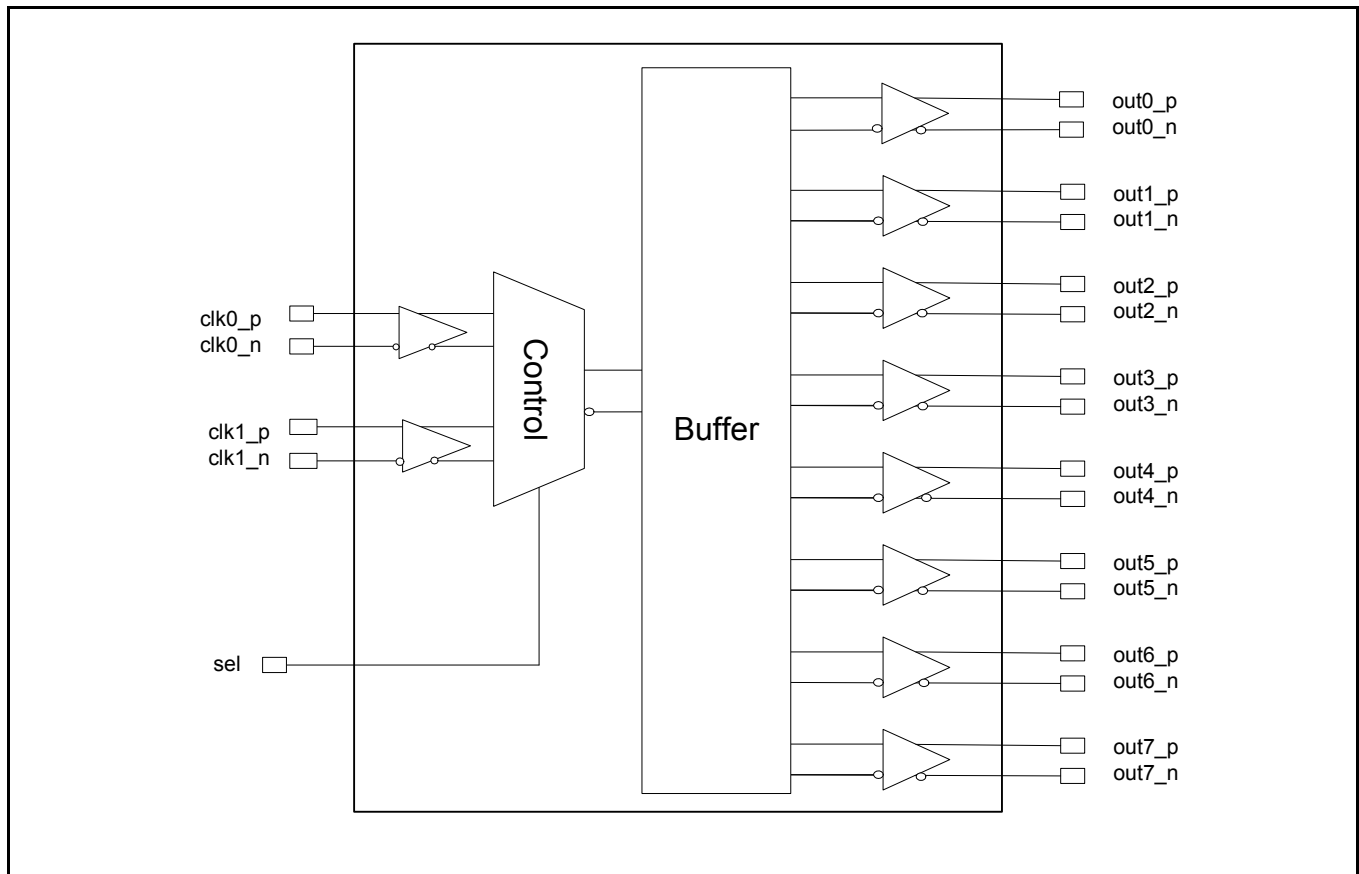 out0_p
out0_n
out1_p
out1_n
out2_p
out2_n
clk0_p
clk0_n
Control
out3_p
out3_n
clk1_p
clk1_n
Buffer
out4_p
out4_n
out5_p
out5_n
sel
out6_p
out6_n
out7_p
out7_n